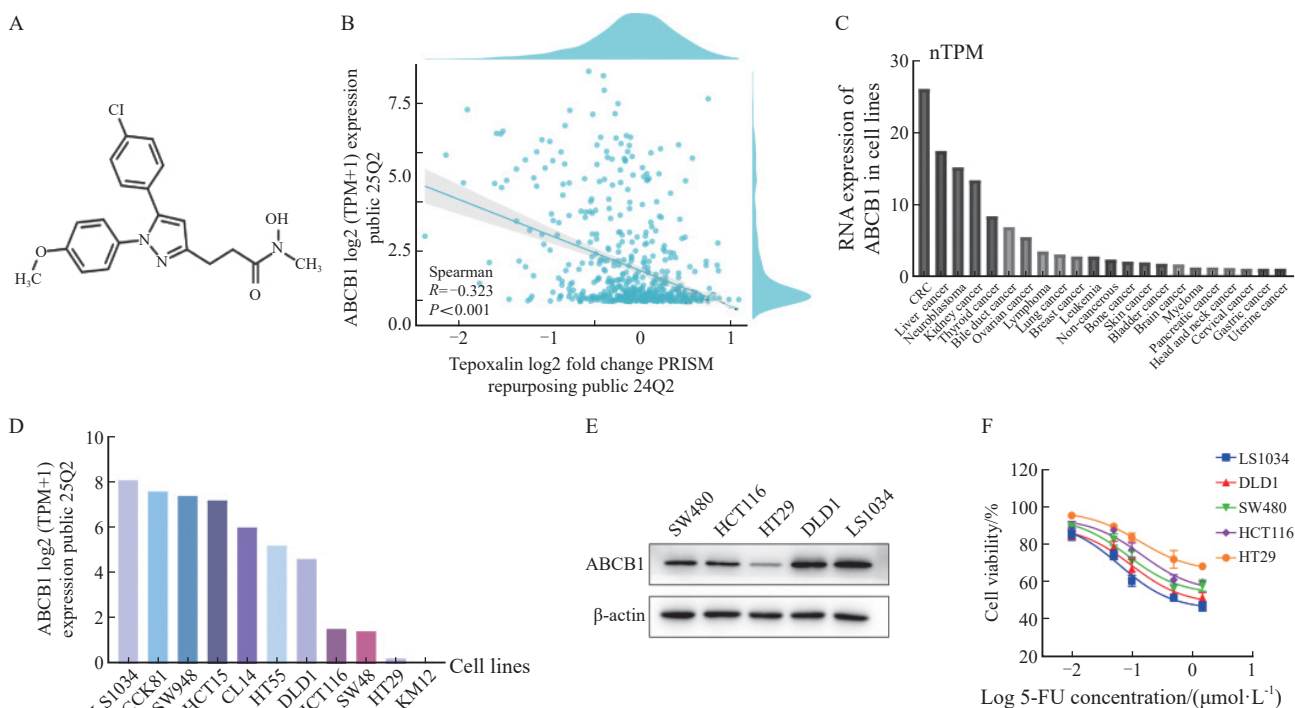 A
Cl
OH
N
CH₃
O
N
N
O
H₃C
B
ABCB1 log2 (TPM+1) expression
public 25Q2
7.5
5.0
2.5
0.0
Spearman
R=−0.323
P<0.001
−2
−1
0
1
Tepoxalin log2 fold change PRISM
repurposing public 24Q2
C
nTPM
RNA expression of
ABCB1 in cell lines
30
20
10
0
CRC
Liver cancer
Neuroblastoma
Kidney cancer
Thyroid cancer
Bile duct cancer
Ovarian cancer
Lymphoma
Lung cancer
Breast cancer
Leukemia
Non-cancerous
Bone cancer
Skin cancer
Bladder cancer
Brain cancer
Myeloma
Pancreatic cancer
Head and neck cancer
Cervical cancer
Gastric cancer
Uterine cancer
D
ABCB1 log2 (TPM+1)
expression public 25Q2
10
8
6
4
2
0
LS1034
CCK81
SW948
HCT15
CL14
HT55
DLD1
HCT116
SW48
HT29
KM12
Cell lines
E
SW480
HCT116
HT29
DLD1
LS1034
ABCB1
β-actin
F
LS1034
DLD1
SW480
HCT116
HT29
Cell viability/%
120
100
80
60
40
20
−2
−1
0
1
Log 5-FU concentration/(μmol·L⁻¹)